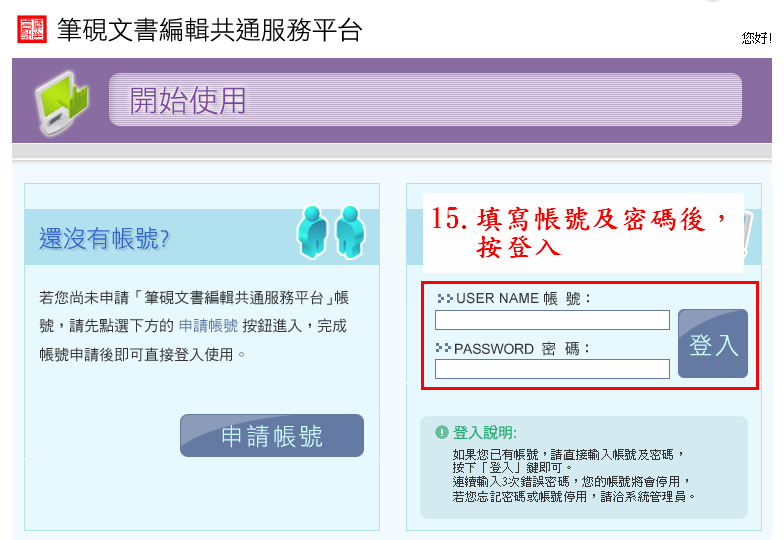 筆硯文書編輯共通服務平台
您好!
開始使用
還沒有帳號?
若您尚未申請「筆硯文書編輯共通服務平台」帳
號，請先點選下方的 申請帳號 按鈕進入，完成
帳號申請後即可直接登入使用。
申請帳號
15. 填寫帳號及密碼後，
按登入
USER NAME 帳 號：
PASSWORD 密 碼：
登入
登入說明:
如果您已有帳號，請直接輸入帳號及密碼，
按下「登入」鍵即可。
連續輸入3次錯誤密碼，您的帳號將會停用，
若您忘記密碼或帳號停用，請洽系統管理員。